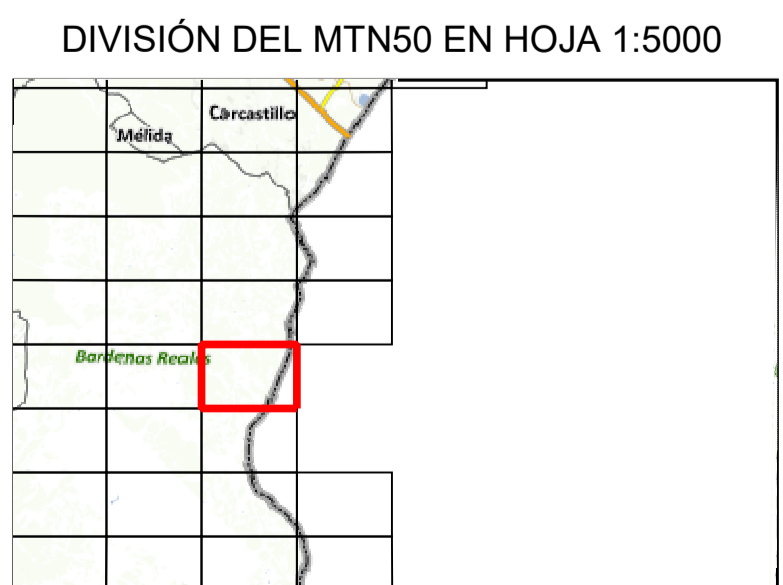 DIVISIÓN DEL MTN50 EN HOJA 1:5000
Carcastillo
Mélida
Bardenas Reales